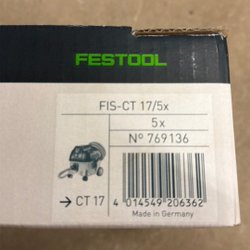 FESTOOL
FIS-CT 17/5x
5x
Nº 769136
→ CT 17
4 014549 206362
Made in Germany